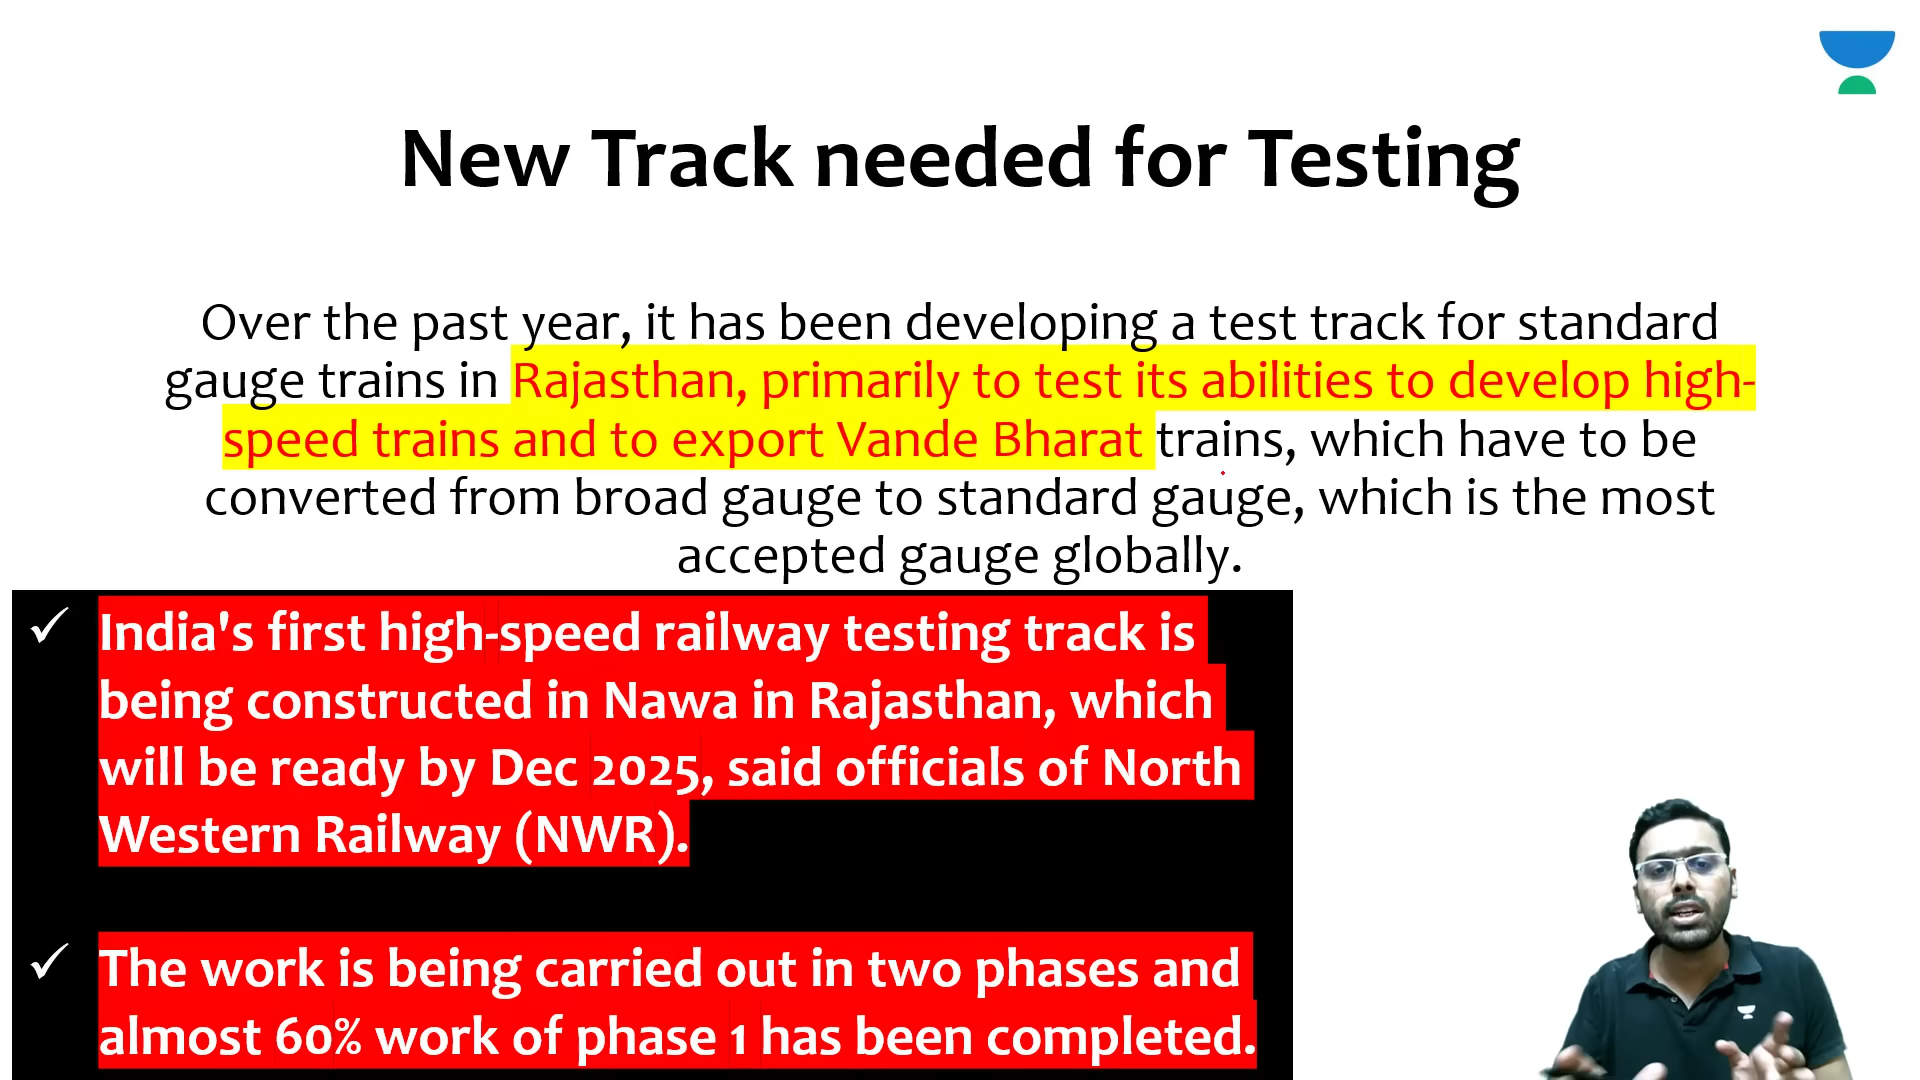 New Track needed for Testing
Over the past year, it has been developing a test track for standard
gauge trains in Rajasthan, primarily to test its abilities to develop high-
speed trains and to export Vande Bharat trains, which have to be
converted from broad gauge to standard gauge, which is the most
accepted gauge globally.
✓ India's first high-speed railway testing track is
being constructed in Nawa in Rajasthan, which
will be ready by Dec 2025, said officials of North
Western Railway (NWR).
✓ The work is being carried out in two phases and
almost 60% work of phase 1 has been completed.